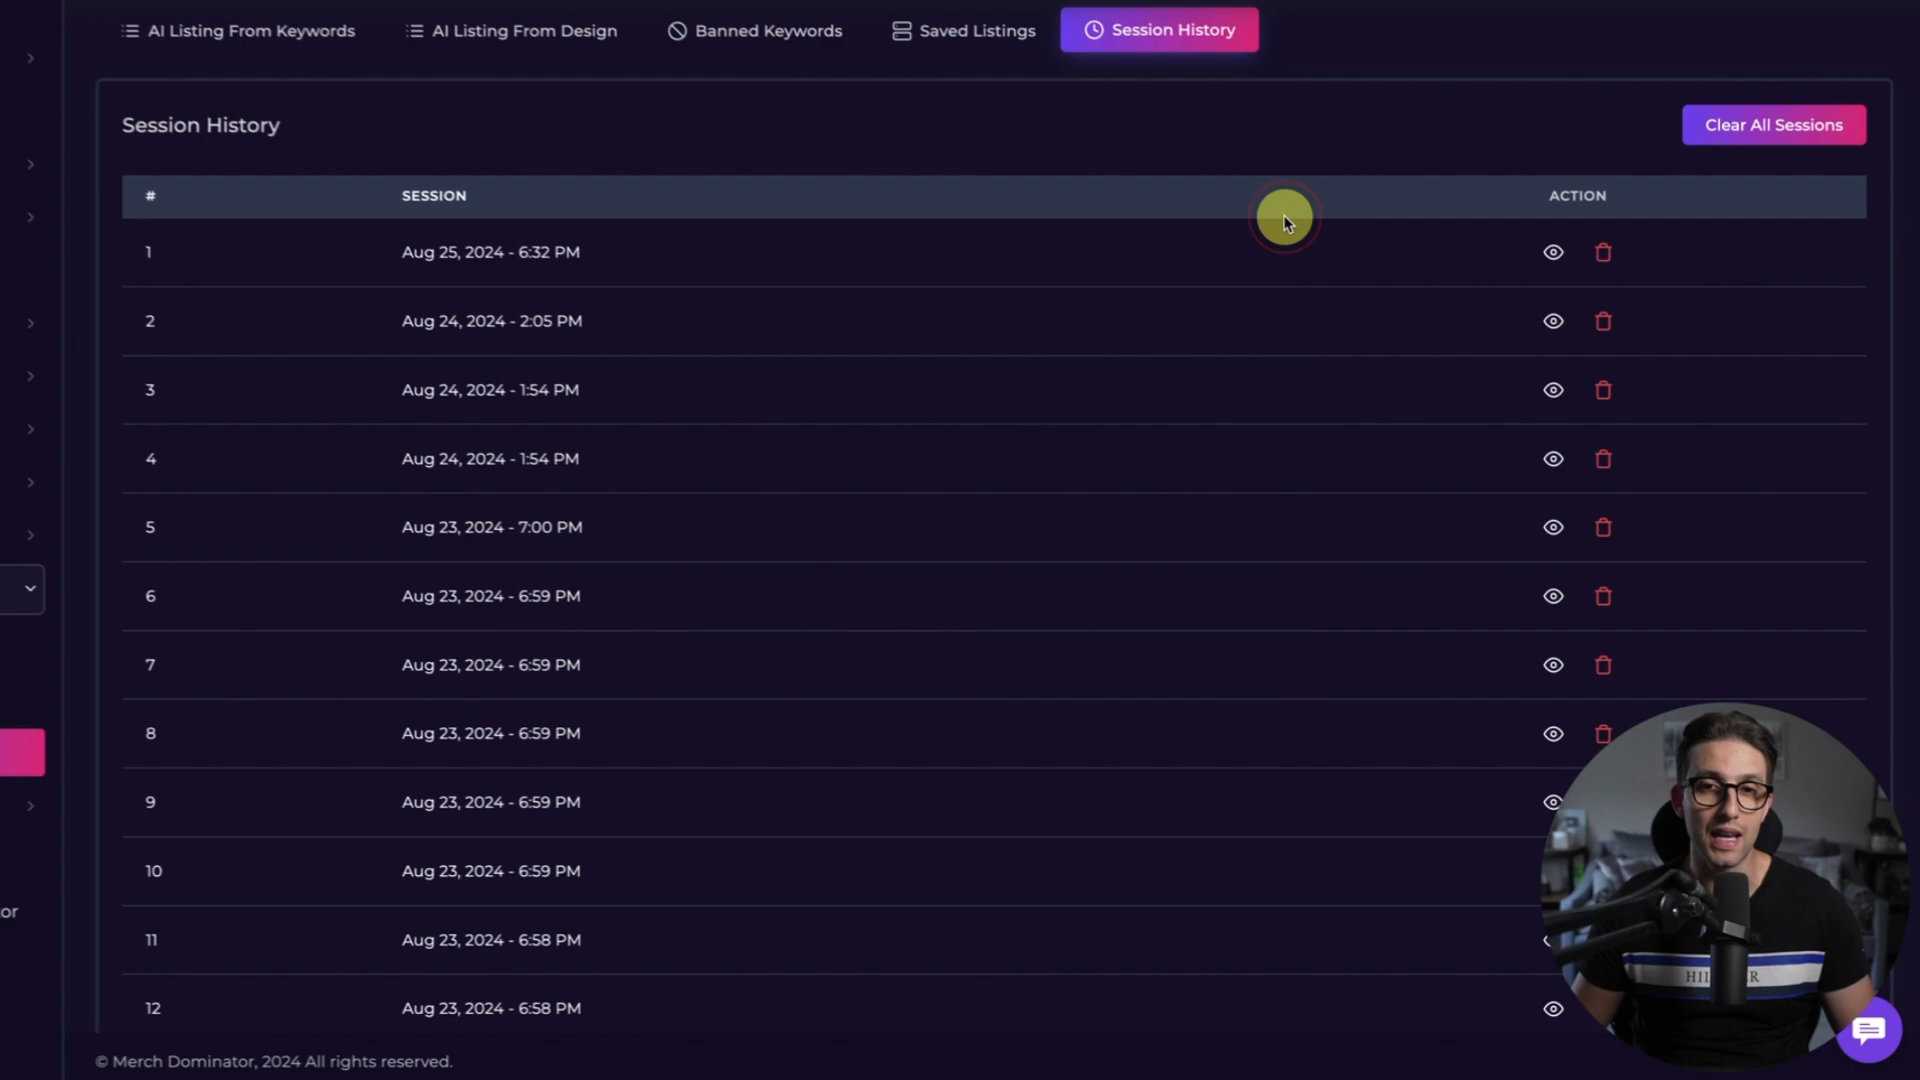 AI Listing From Keywords
AI Listing From Design
Banned Keywords
Saved Listings
Session History
Session History
Clear All Sessions
# SESSION ACTION
1 Aug 25, 2024 - 6:32 PM
2 Aug 24, 2024 - 2:05 PM
3 Aug 24, 2024 - 1:54 PM
4 Aug 24, 2024 - 1:54 PM
5 Aug 23, 2024 - 7:00 PM
6 Aug 23, 2024 - 6:59 PM
7 Aug 23, 2024 - 6:59 PM
8 Aug 23, 2024 - 6:59 PM
9 Aug 23, 2024 - 6:59 PM
10 Aug 23, 2024 - 6:59 PM
11 Aug 23, 2024 - 6:58 PM
12 Aug 23, 2024 - 6:58 PM
© Merch Dominator, 2024 All rights reserved.